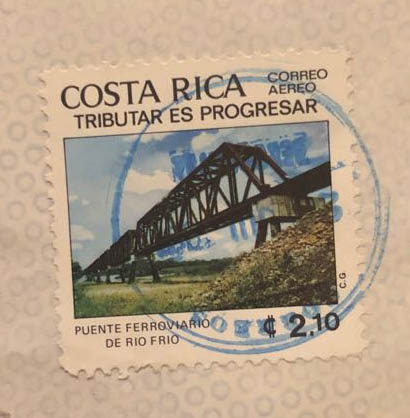 COSTA RICA
CORREO
AEREO
TRIBUTAR ES PROGRESAR
C.G
₡ 2.10
PUENTE FERROVIARIO
DE RIO FRIO